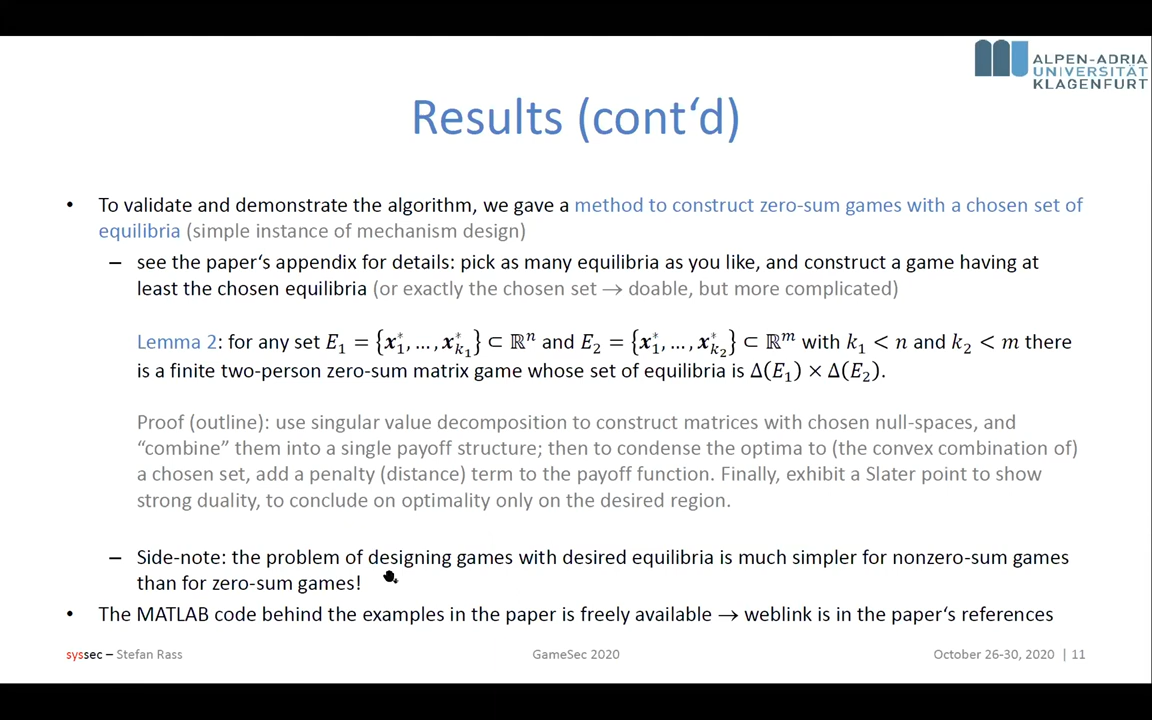 ALPEN-ADRIA
UNIVERSITÄT
KLAGENFURT
Results (cont‘d)
• To validate and demonstrate the algorithm, we gave a method to construct zero-sum games with a chosen set of
equilibria (simple instance of mechanism design)
– see the paper‘s appendix for details: pick as many equilibria as you like, and construct a game having at
least the chosen equilibria (or exactly the chosen set → doable, but more complicated)
Lemma 2: for any set E₁ = {x₁*, …, xₖ₁*} ⊂ ℝⁿ and E₂ = {x₁*, …, xₖ₂*} ⊂ ℝᵐ with k₁ < n and k₂ < m there
is a finite two-person zero-sum matrix game whose set of equilibria is Δ(E₁) × Δ(E₂).
Proof (outline): use singular value decomposition to construct matrices with chosen null-spaces, and
“combine” them into a single payoff structure; then to condense the optima to (the convex combination of)
a chosen set, add a penalty (distance) term to the payoff function. Finally, exhibit a Slater point to show
strong duality, to conclude on optimality only on the desired region.
– Side-note: the problem of designing games with desired equilibria is much simpler for nonzero-sum games
than for zero-sum games!
• The MATLAB code behind the examples in the paper is freely available → weblink is in the paper‘s references
syssec – Stefan Rass GameSec 2020 October 26-30, 2020 | 11